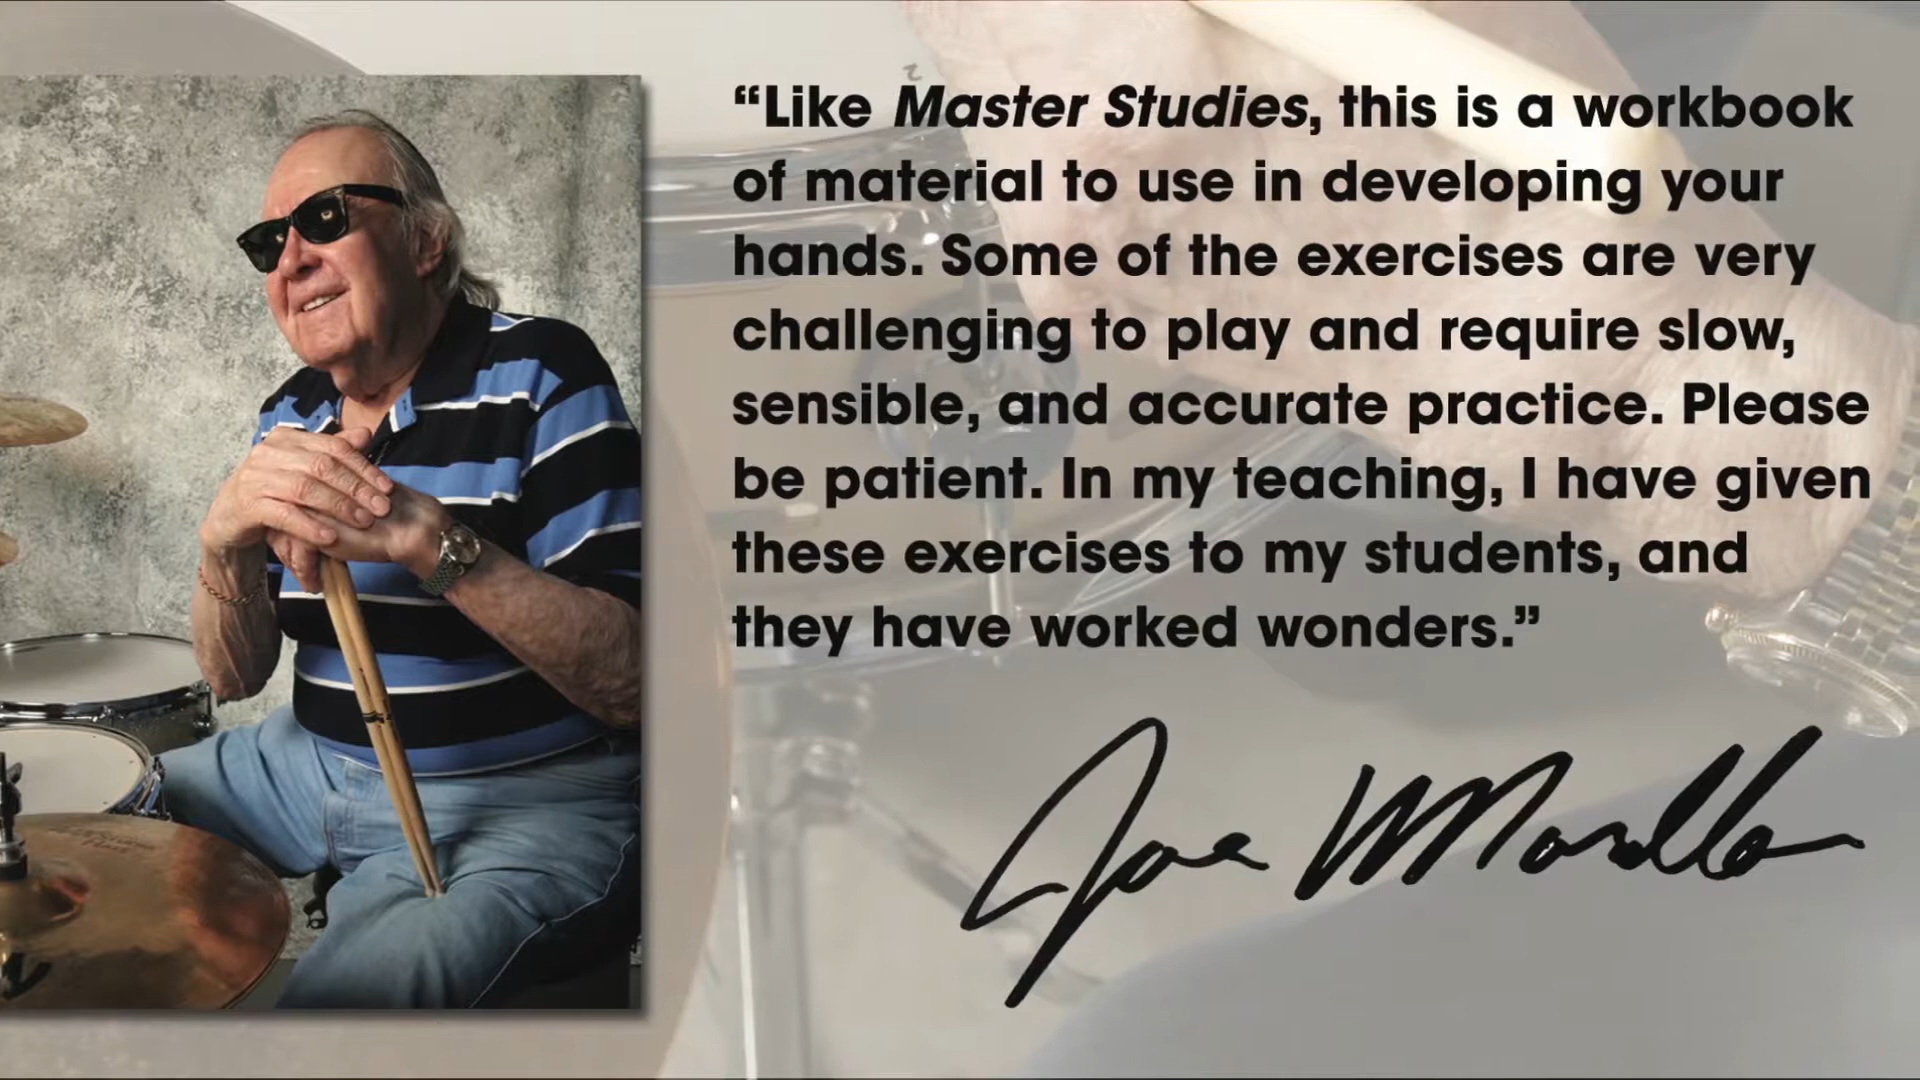 “Like Master Studies, this is a workbook
of material to use in developing your
hands. Some of the exercises are very
challenging to play and require slow,
sensible, and accurate practice. Please
be patient. In my teaching, I have given
these exercises to my students, and
they have worked wonders.”
Joe Morello